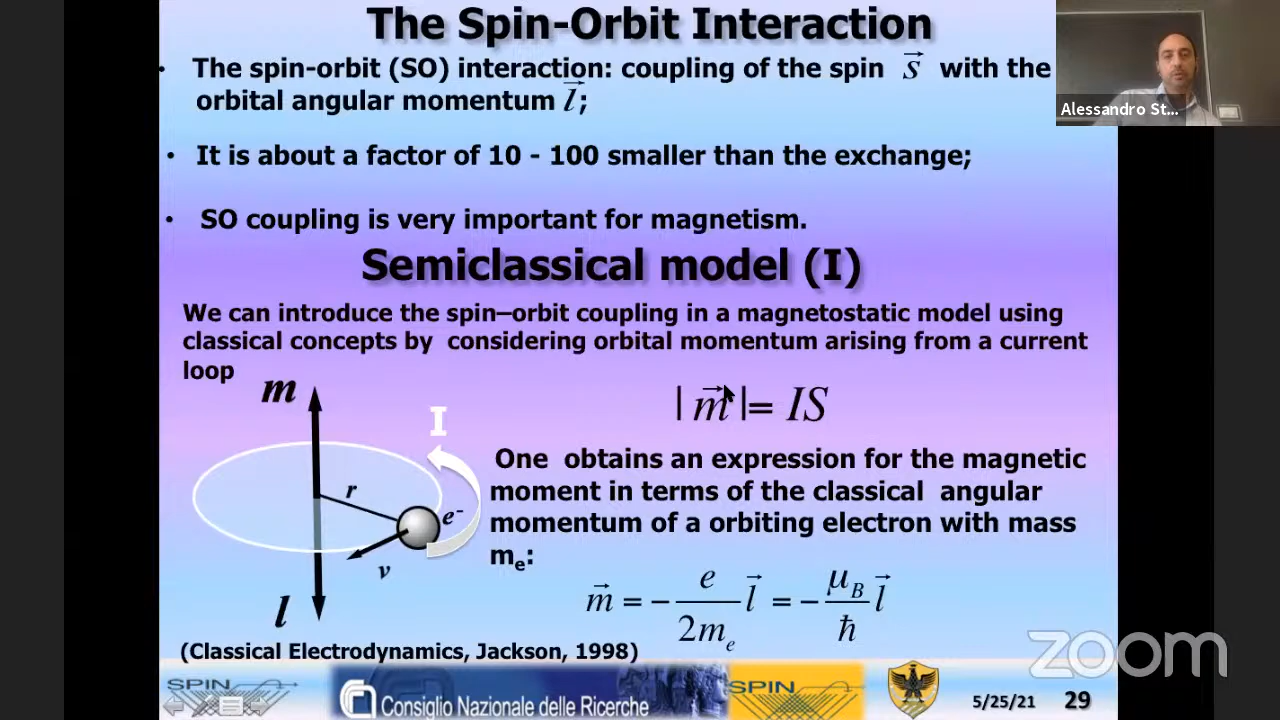 The Spin-Orbit Interaction
• The spin-orbit (SO) interaction: coupling of the spin s⃗ with the
orbital angular momentum l⃗;
• It is about a factor of 10 - 100 smaller than the exchange;
• SO coupling is very important for magnetism.
Semiclassical model (I)
We can introduce the spin–orbit coupling in a magnetostatic model using
classical concepts by considering orbital momentum arising from a current
loop
m
I
r
e⁻
v
l
| m⃗ |= IS
One obtains an expression for the magnetic
moment in terms of the classical angular
momentum of a orbiting electron with mass
mₑ:
m⃗ = − e/2mₑ l⃗ = − μ_B/ħ l⃗
(Classical Electrodynamics, Jackson, 1998)
SPIN
Consiglio Nazionale delle Ricerche
SPIN
5/25/21 29
Alessandro St...
zoom